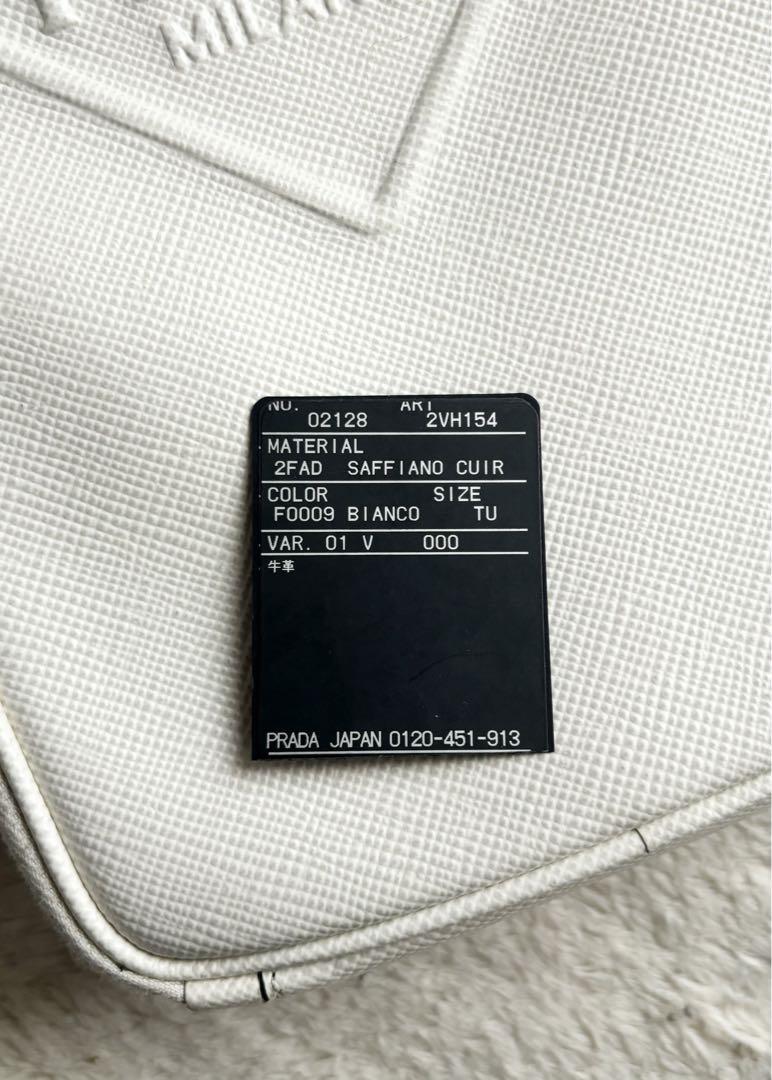 MILAN
NO. ART
02128 2VH154
MATERIAL
2FAD SAFFIANO CUIR
COLOR SIZE
F0009 BIANCO TU
VAR. 01 V 000
牛革
PRADA JAPAN 0120-451-913